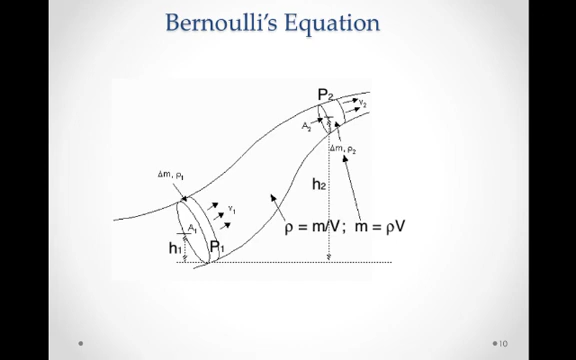 Bernoulli's Equation
P₂
v₂
A₂
Δm, ρ₂
Δm, ρ₁
h₂
v₁
A₁
ρ = m/V ; m = ρV
h₁
P₁
10